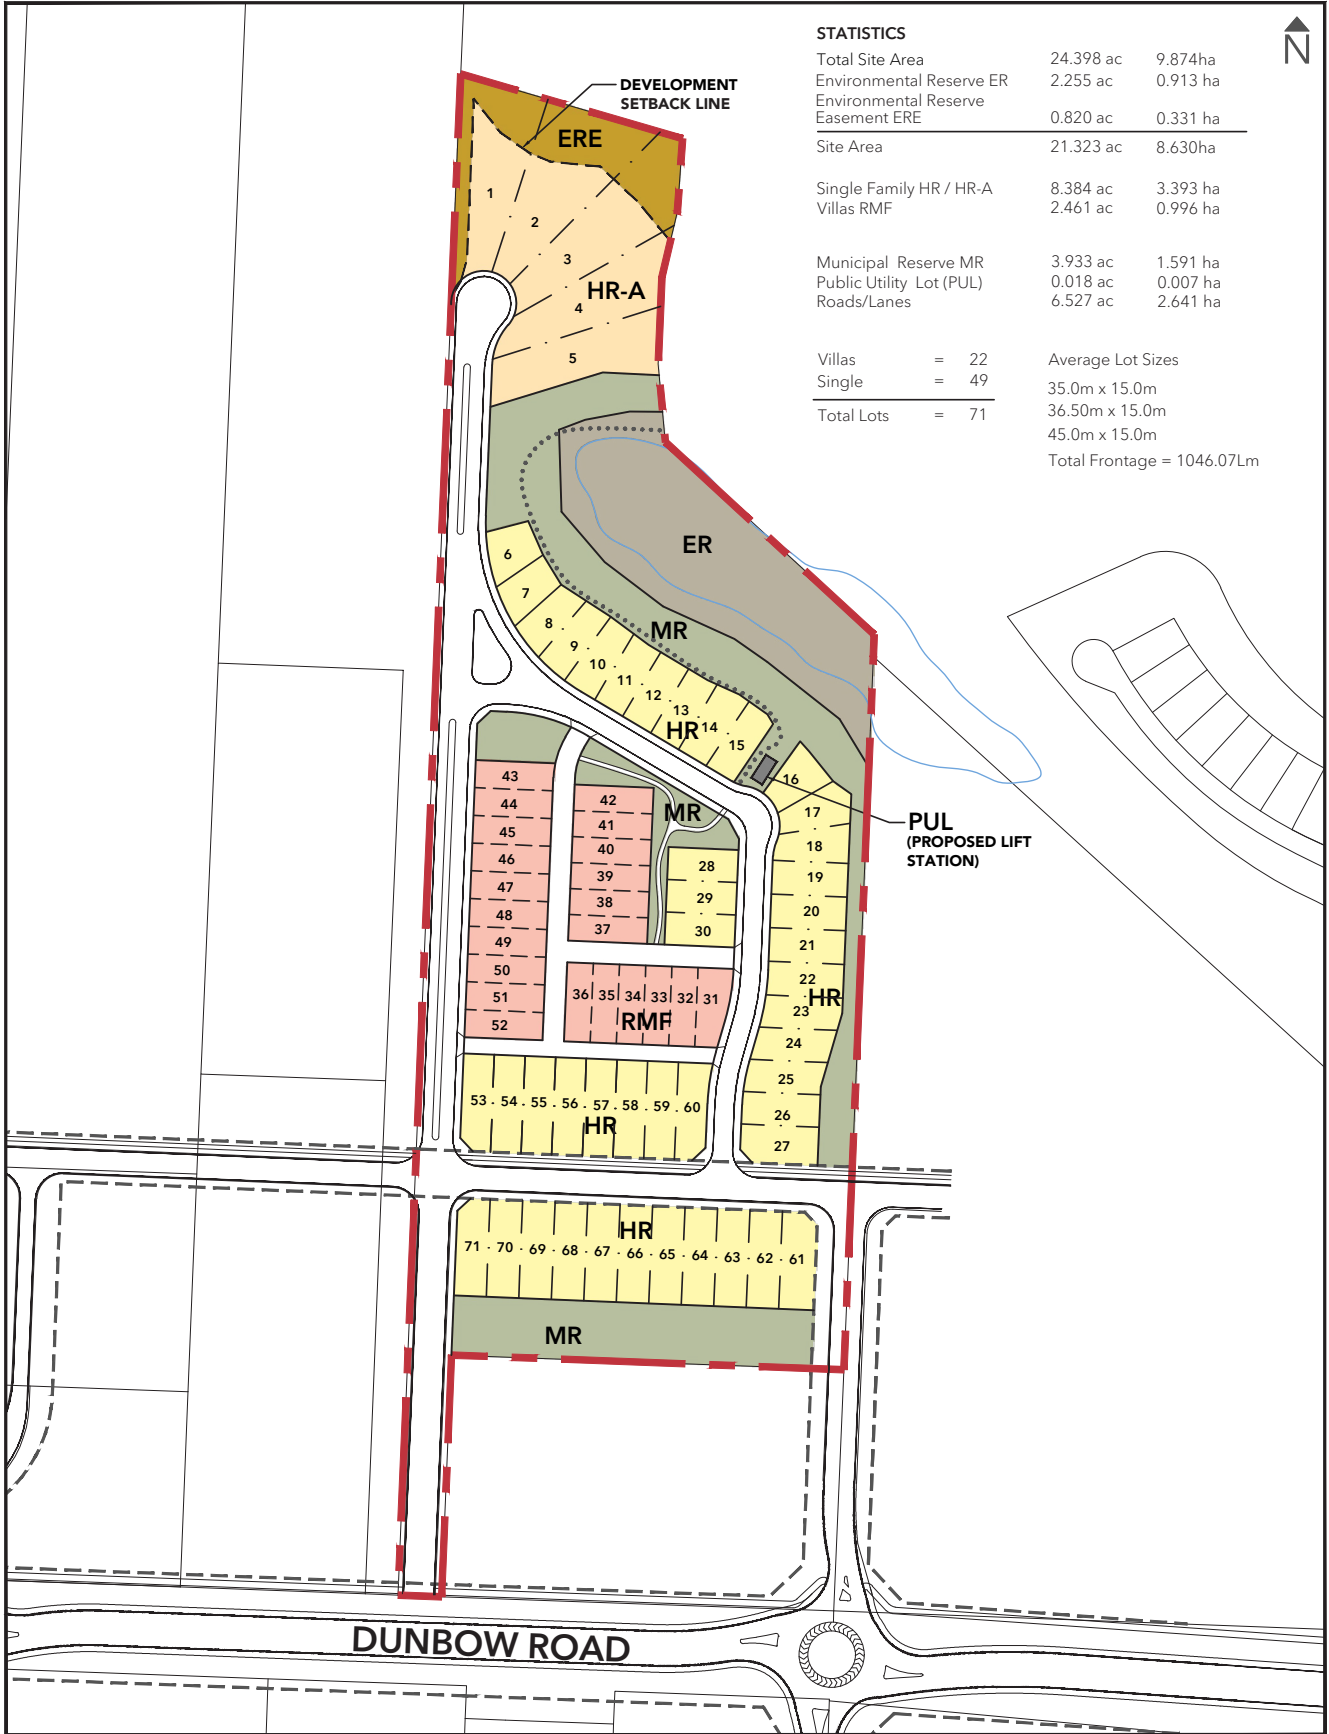 STATISTICS
N
Total Site Area 24.398 ac 9.874ha
Environmental Reserve ER 2.255 ac 0.913 ha
Environmental Reserve
Easement ERE 0.820 ac 0.331 ha
Site Area 21.323 ac 8.630ha
Single Family HR / HR-A 8.384 ac 3.393 ha
Villas RMF 2.461 ac 0.996 ha
Municipal Reserve MR 3.933 ac 1.591 ha
Public Utility Lot (PUL) 0.018 ac 0.007 ha
Roads/Lanes 6.527 ac 2.641 ha
Villas = 22
Single = 49
Total Lots = 71
Average Lot Sizes
35.0m x 15.0m
36.50m x 15.0m
45.0m x 15.0m
Total Frontage = 1046.07Lm
DEVELOPMENT
SETBACK LINE
ERE
1
2
3
HR-A
4
5
ER
6
7
8
9
10
11
12
13
14
15
MR
HR
16
17
18
19
20
21
22
23
24
25
26
27
HR
PUL
(PROPOSED LIFT
STATION)
MR
43
44
45
46
47
48
49
50
51
52
42
41
40
39
38
37
28
29
30
36 35 34 33 32 31
RMF
53 54 55 56 57 58 59 60
HR
HR
71 70 69 68 67 66 65 64 63 62 61
MR
DUNBOW ROAD